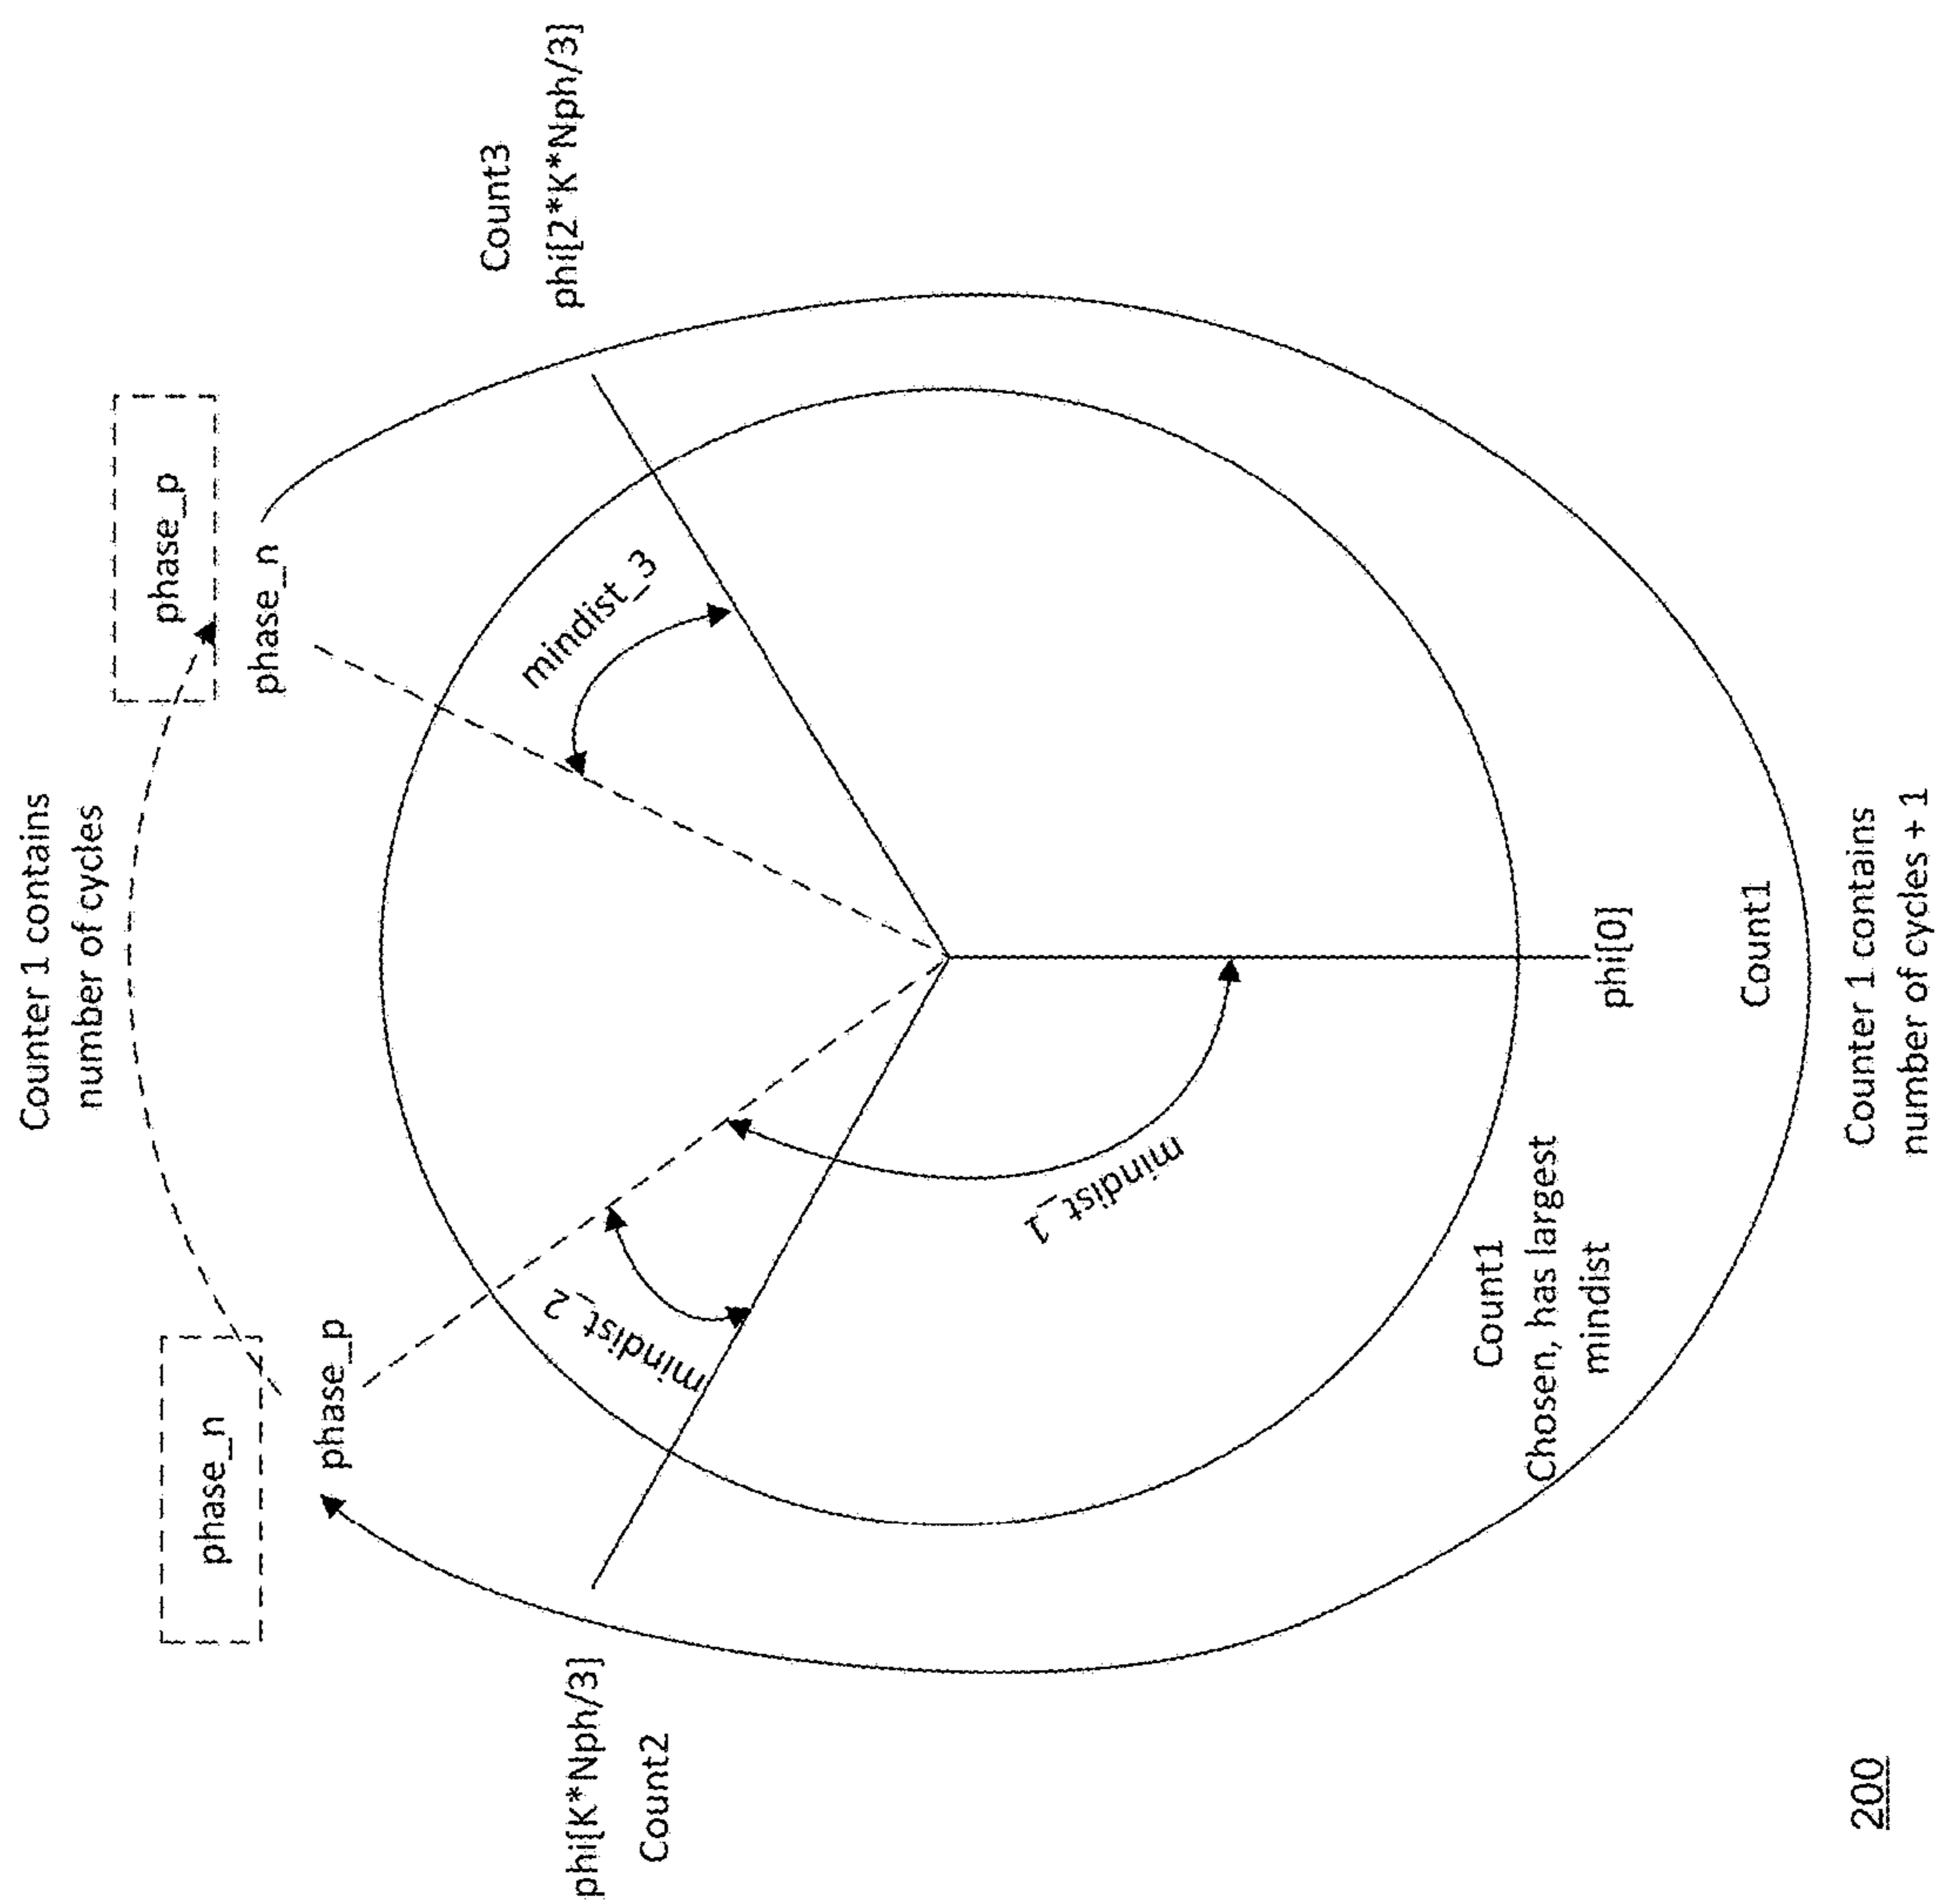 Counter 1 contains
number of cycles
phase_n
phase_p
phase_p
phase_n
phi[K*Nph/3]
Count2
Count3
phi[2*K*Nph/3]
mindist_2
mindist_3
mindist_1
Count1
Chosen, has largest
mindist
phi[0]
Count1
Counter 1 contains
number of cycles + 1
200